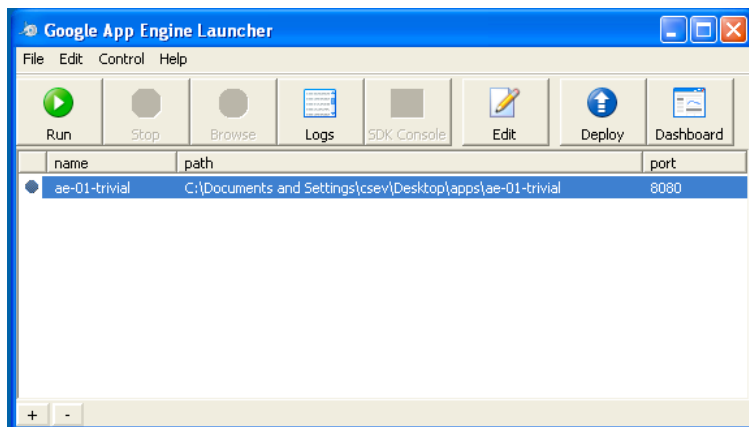 Google App Engine Launcher
File Edit Control Help
Run Stop Browse Logs SDK Console Edit Deploy Dashboard
name path port
ae-01-trivial C:\Documents and Settings\csev\Desktop\apps\ae-01-trivial 8080
+ -